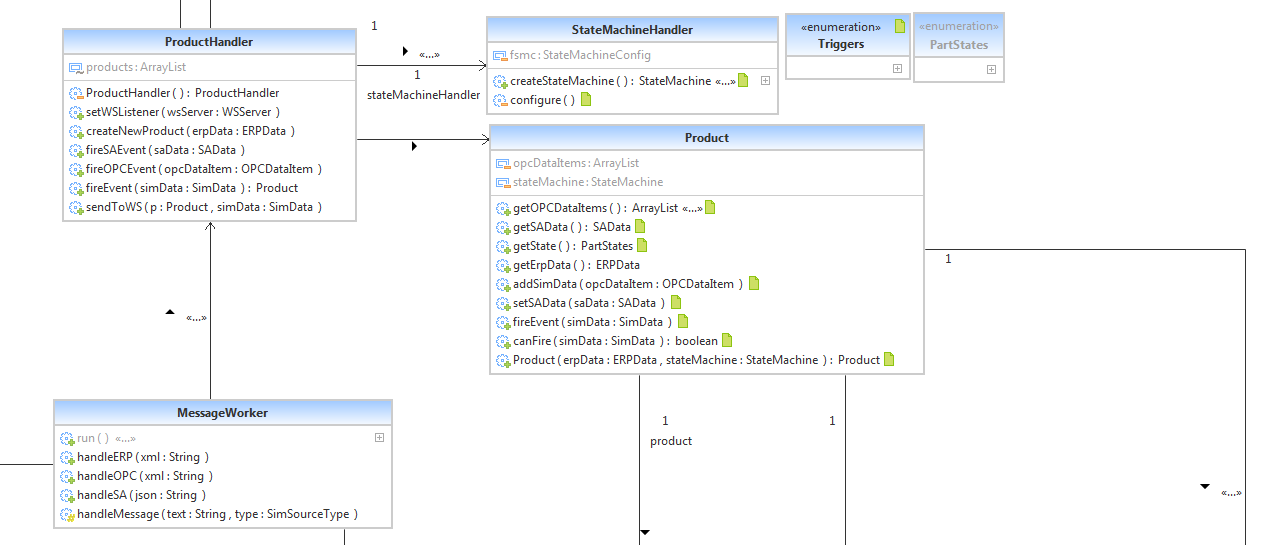 ProductHandler
products : ArrayList
ProductHandler ( ) : ProductHandler
setWSListener ( wsServer : WSServer )
createNewProduct ( erpData : ERPData )
fireSAEvent ( saData : SAData )
fireOPCEvent ( opcDataItem : OPCDataItem )
fireEvent ( simData : SimData ) : Product
sendToWS ( p : Product , simData : SimData )
1
«...»
1
stateMachineHandler
StateMachineHandler
fsmc : StateMachineConfig
createStateMachine ( ) : StateMachine «...»
configure ( )
«enumeration»
Triggers
«enumeration»
PartStates
Product
opcDataItems : ArrayList
stateMachine : StateMachine
getOPCDataItems ( ) : ArrayList «...»
getSAData ( ) : SAData
getState ( ) : PartStates
getErpData ( ) : ERPData
addSimData ( opcDataItem : OPCDataItem )
setSAData ( saData : SAData )
fireEvent ( simData : SimData )
canFire ( simData : SimData ) : boolean
Product ( erpData : ERPData , stateMachine : StateMachine ) : Product
1
«...»
MessageWorker
run ( ) «...»
handleERP ( xml : String )
handleOPC ( xml : String )
handleSA ( json : String )
handleMessage ( text : String , type : SimSourceType )
1
product
1
«...»